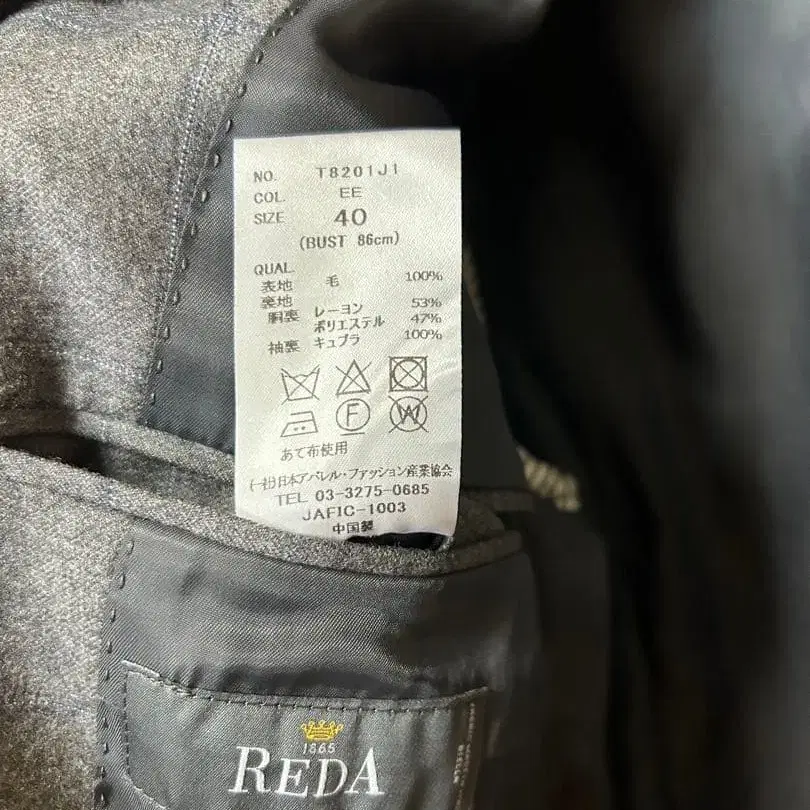 NO. T8201J1
COL. EE
SIZE 40
(BUST 86cm)
QUAL.
表地 毛 100%
裏地
胴裏 レーヨン 53%
ポリエステル 47%
袖裏 キュプラ 100%
F W
あて布使用
(一社)日本アパレル・ファッション産業協会
TEL 03-3275-0685
JAFIC-1003
中国製
1865
REDA